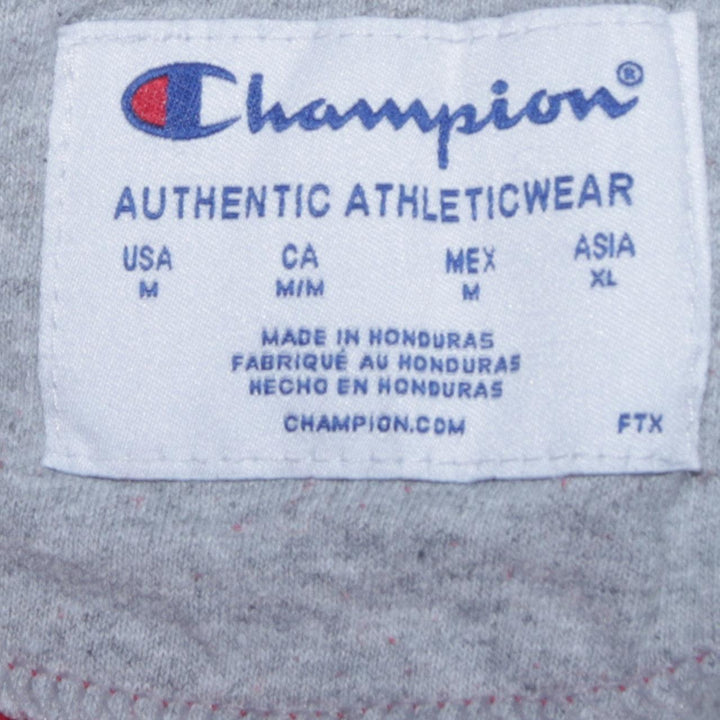 Champion®
AUTHENTIC ATHLETICWEAR
USA CA MEX ASIA
M M/M M XL
MADE IN HONDURAS
FABRIQUÉ AU HONDURAS
HECHO EN HONDURAS
CHAMPION.COM FTX